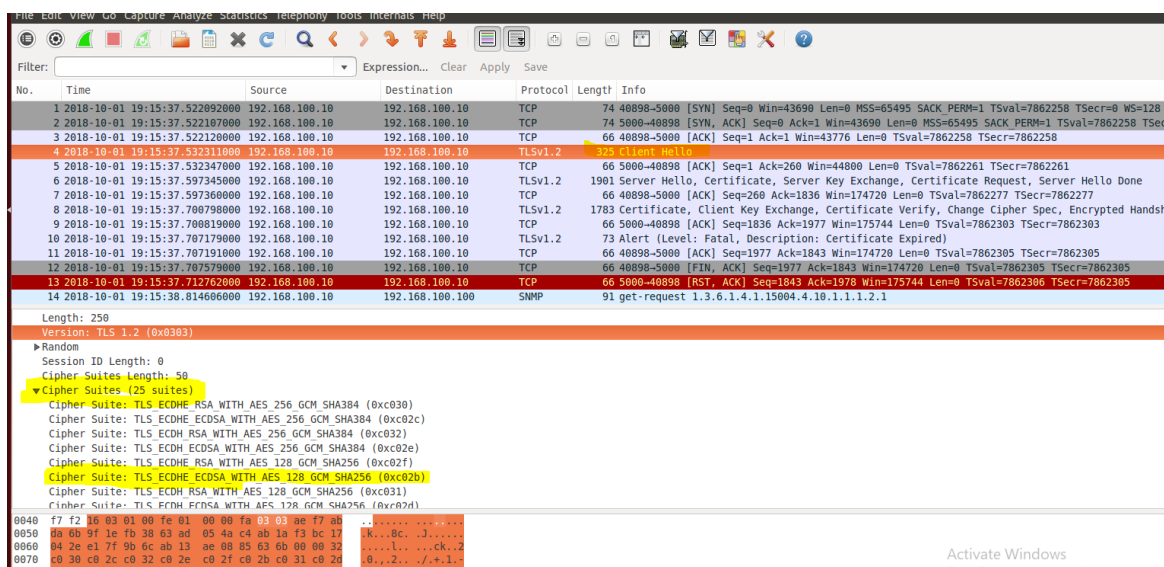 File Edit View Go Capture Analyze Statistics Telephony Tools Internals Help
Filter: Expression... Clear Apply Save
No. Time Source Destination Protocol Length Info
1 2018-10-01 19:15:37.522092000 192.168.100.10 192.168.100.10 TCP 74 40898→5000 [SYN] Seq=0 Win=43690 Len=0 MSS=65495 SACK_PERM=1 TSval=7862258 TSecr=0 WS=128
2 2018-10-01 19:15:37.522107000 192.168.100.10 192.168.100.10 TCP 74 5000→40898 [SYN, ACK] Seq=0 Ack=1 Win=43690 Len=0 MSS=65495 SACK_PERM=1 TSval=7862258 TSec
3 2018-10-01 19:15:37.522120000 192.168.100.10 192.168.100.10 TCP 66 40898→5000 [ACK] Seq=1 Ack=1 Win=43776 Len=0 TSval=7862258 TSecr=7862258
4 2018-10-01 19:15:37.532311000 192.168.100.10 192.168.100.10 TLSv1.2 325 Client Hello
5 2018-10-01 19:15:37.532347000 192.168.100.10 192.168.100.10 TCP 66 5000→40898 [ACK] Seq=1 Ack=260 Win=44800 Len=0 TSval=7862261 TSecr=7862261
6 2018-10-01 19:15:37.597345000 192.168.100.10 192.168.100.10 TLSv1.2 1901 Server Hello, Certificate, Server Key Exchange, Certificate Request, Server Hello Done
7 2018-10-01 19:15:37.597360000 192.168.100.10 192.168.100.10 TCP 66 40898→5000 [ACK] Seq=260 Ack=1836 Win=174720 Len=0 TSval=7862277 TSecr=7862277
8 2018-10-01 19:15:37.700798000 192.168.100.10 192.168.100.10 TLSv1.2 1783 Certificate, Client Key Exchange, Certificate Verify, Change Cipher Spec, Encrypted Handsh
9 2018-10-01 19:15:37.700819000 192.168.100.10 192.168.100.10 TCP 66 5000→40898 [ACK] Seq=1836 Ack=1977 Win=175744 Len=0 TSval=7862303 TSecr=7862303
10 2018-10-01 19:15:37.707179000 192.168.100.10 192.168.100.10 TLSv1.2 73 Alert (Level: Fatal, Description: Certificate Expired)
11 2018-10-01 19:15:37.707191000 192.168.100.10 192.168.100.10 TCP 66 40898→5000 [ACK] Seq=1977 Ack=1843 Win=174720 Len=0 TSval=7862305 TSecr=7862305
12 2018-10-01 19:15:37.707579000 192.168.100.10 192.168.100.10 TCP 66 40898→5000 [FIN, ACK] Seq=1977 Ack=1843 Win=174720 Len=0 TSval=7862305 TSecr=7862305
13 2018-10-01 19:15:37.712762000 192.168.100.10 192.168.100.10 TCP 66 5000→40898 [RST, ACK] Seq=1843 Ack=1978 Win=175744 Len=0 TSval=7862306 TSecr=7862305
14 2018-10-01 19:15:38.814606000 192.168.100.10 192.168.100.100 SNMP 91 get-request 1.3.6.1.4.1.15004.4.10.1.1.1.2.1
Length: 250
Version: TLS 1.2 (0x0303)
Random
Session ID Length: 0
Cipher Suites Length: 50
Cipher Suites (25 suites)
Cipher Suite: TLS_ECDHE_RSA_WITH_AES_256_GCM_SHA384 (0xc030)
Cipher Suite: TLS_ECDHE_ECDSA_WITH_AES_256_GCM_SHA384 (0xc02c)
Cipher Suite: TLS_ECDH_RSA_WITH_AES_256_GCM_SHA384 (0xc032)
Cipher Suite: TLS_ECDH_ECDSA_WITH_AES_256_GCM_SHA384 (0xc02e)
Cipher Suite: TLS_ECDHE_RSA_WITH_AES_128_GCM_SHA256 (0xc02f)
Cipher Suite: TLS_ECDHE_ECDSA_WITH_AES_128_GCM_SHA256 (0xc02b)
Cipher Suite: TLS_ECDH_RSA_WITH_AES_128_GCM_SHA256 (0xc031)
Cipher Suite: TLS_ECDH_ECDSA_WITH_AES_128_GCM_SHA256 (0xc02d)
0040 f7 f2 16 03 01 00 fe 01 00 00 fa 03 03 ae f7 ab ........ ........
0050 da 6b 9f 1e fb 38 63 ad 05 4a c4 ab 1a f3 bc 17 .k...8c. .J......
0060 04 2e e1 7f 9b 6c ab 13 ae 08 85 63 6b 00 00 32 .....l.. ...ck..2
0070 c0 30 c0 2c c0 32 c0 2e c0 2f c0 2b c0 31 c0 2d .0.,.2.. ./.+.1.-
Activate Windows